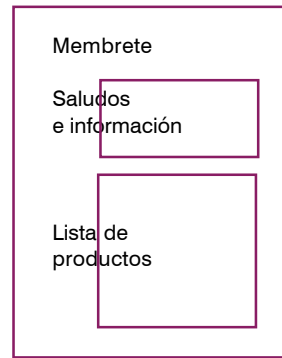 Membrete
Saludos
e información
Lista de
productos